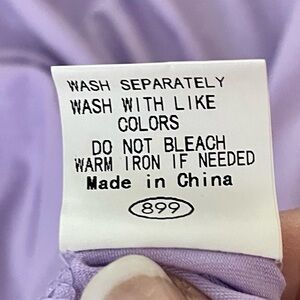 WASH SEPARATELY
WASH WITH LIKE
COLORS
DO NOT BLEACH
WARM IRON IF NEEDED
Made in China
899